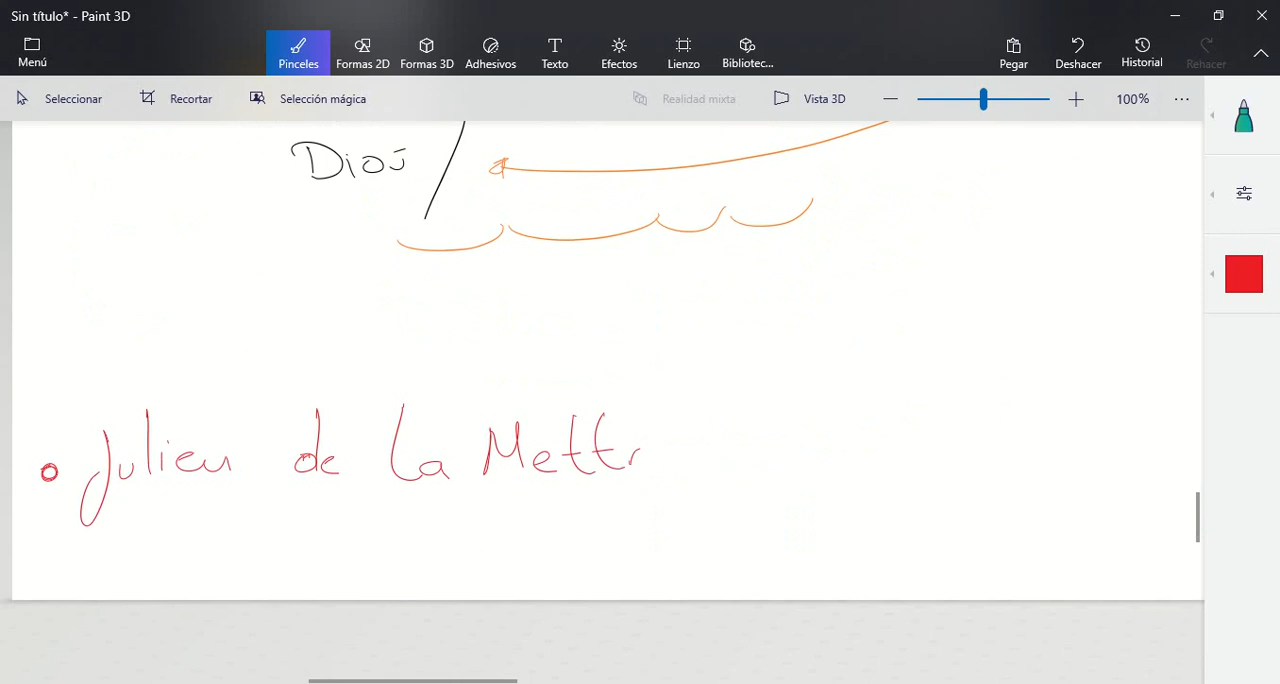 Sin título* - Paint 3D
Menú
Pinceles
Formas 2D
Formas 3D
Adhesivos
Texto
Efectos
Lienzo
Bibliotec...
Pegar
Deshacer
Historial
Rehacer
Seleccionar
Recortar
Selección mágica
Realidad mixta
Vista 3D
100%
Dios
Julien de la Mettr